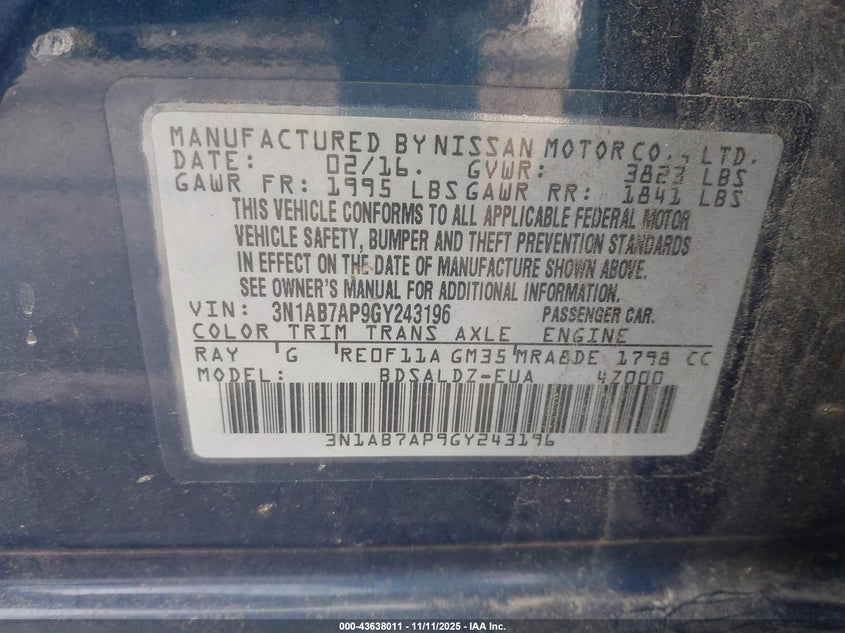 MANUFACTURED BY NISSAN MOTOR CO., LTD.
DATE: 02/16. GVWR: 3823 LBS
GAWR FR: 1995 LBS GAWR RR: 1841 LBS
THIS VEHICLE CONFORMS TO ALL APPLICABLE FEDERAL MOTOR
VEHICLE SAFETY, BUMPER AND THEFT PREVENTION STANDARDS
IN EFFECT ON THE DATE OF MANUFACTURE SHOWN ABOVE.
SEE OWNER'S MANUAL FOR ADDITIONAL INFORMATION.
VIN: 3N1AB7AP9GY243196 PASSENGER CAR.
COLOR TRIM TRANS AXLE ENGINE
RAY G RE0F11A GM35 MRA8DE 1798 CC
MODEL: BDSALDZ-EUA 4Z000
3N1AB7AP9GY243196
000-43638011 - 11/11/2025 - IAA Inc.